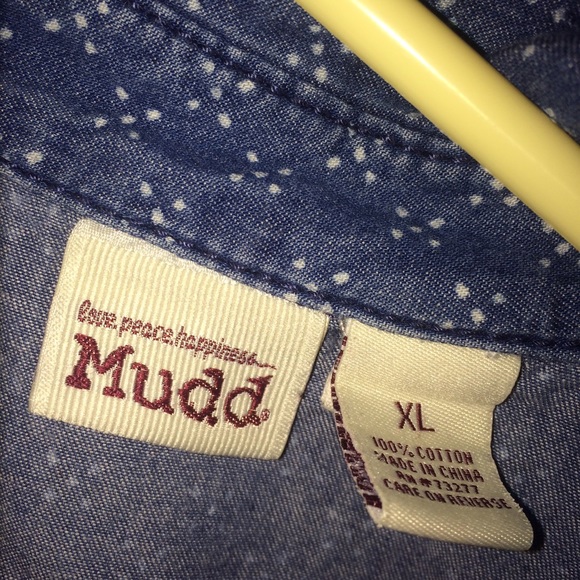 love.peace.happiness...
Mudd®
XL
100% COTTON
MADE IN CHINA
RN #73277
CARE ON REVERSE